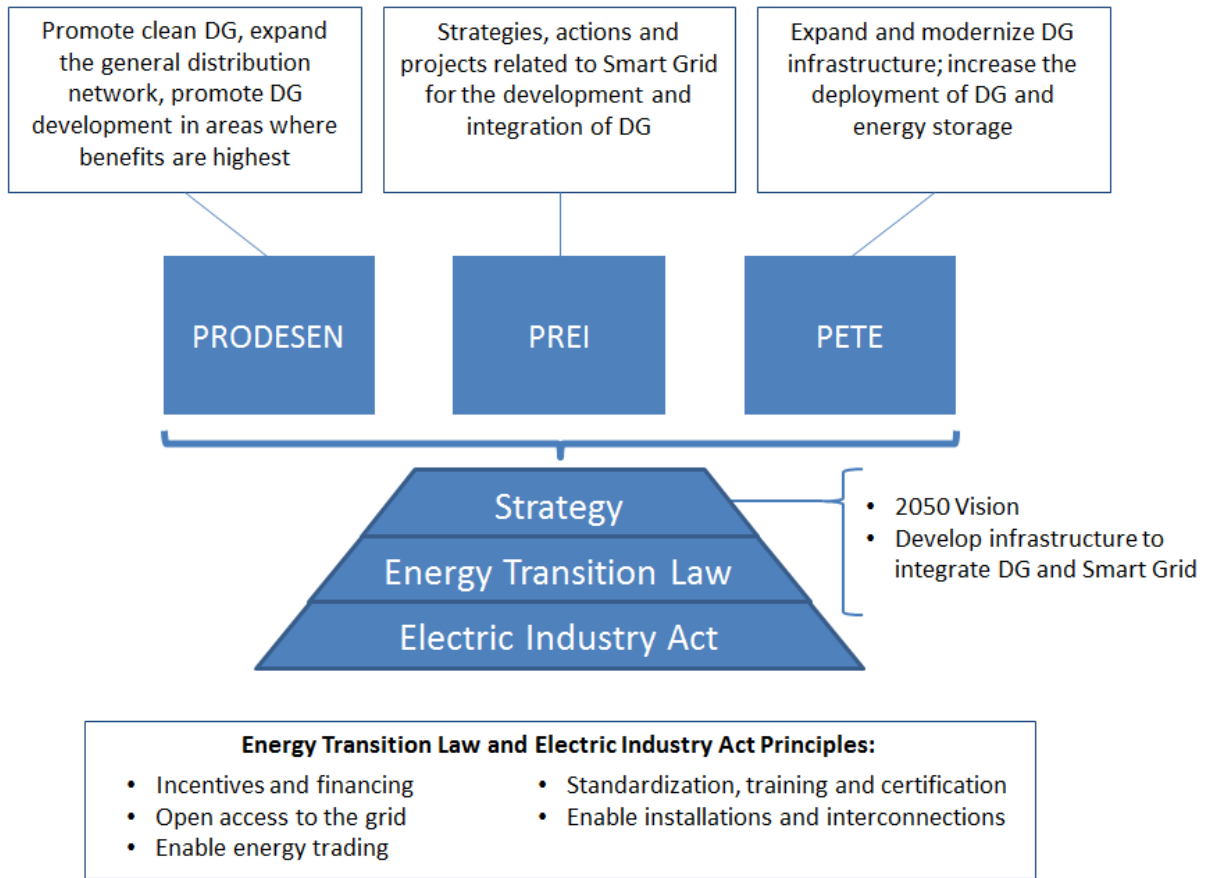 Promote clean DG, expand
the general distribution
network, promote DG
development in areas where
benefits are highest
Strategies, actions and
projects related to Smart Grid
for the development and
integration of DG
Expand and modernize DG
infrastructure; increase the
deployment of DG and
energy storage
PRODESEN
PREI
PETE
Strategy
Energy Transition Law
Electric Industry Act
• 2050 Vision
• Develop infrastructure to
integrate DG and Smart Grid
Energy Transition Law and Electric Industry Act Principles:
• Incentives and financing
• Open access to the grid
• Enable energy trading
• Standardization, training and certification
• Enable installations and interconnections